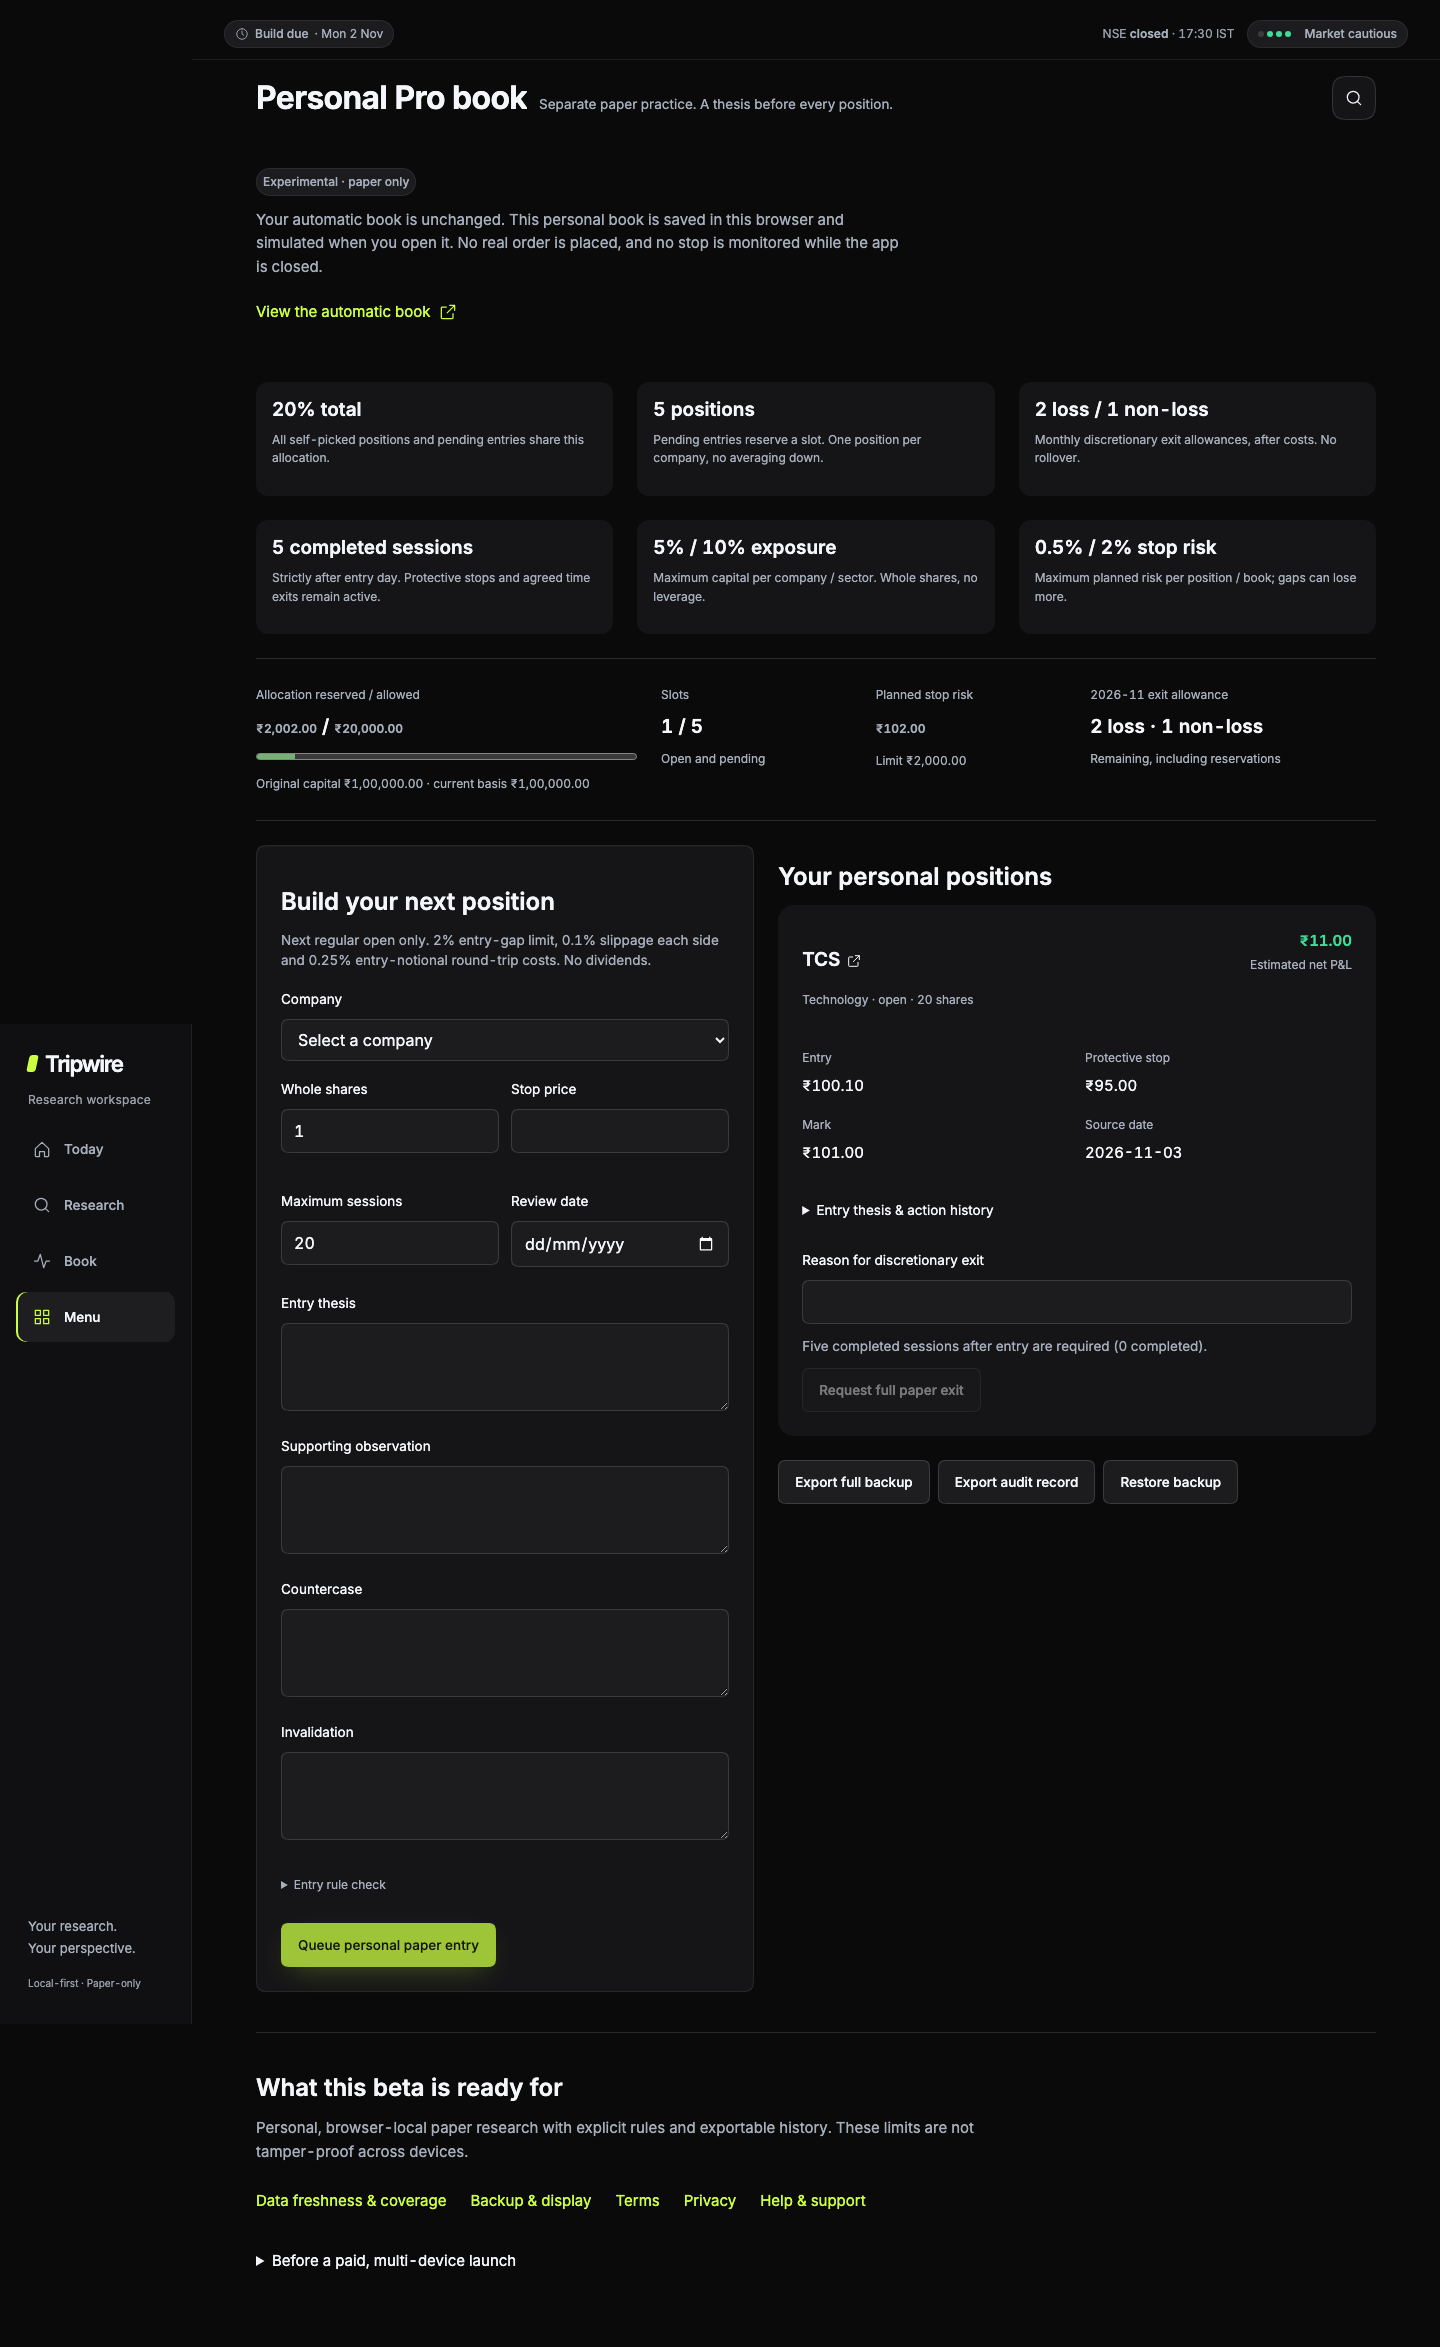 Build due · Mon 2 Nov
NSE closed · 17:30 IST
Market cautious
Personal Pro book
Separate paper practice. A thesis before every position.
Experimental · paper only
Your automatic book is unchanged. This personal book is saved in this browser and
simulated when you open it. No real order is placed, and no stop is monitored while the app
is closed.
View the automatic book
20% total
All self-picked positions and pending entries share this
allocation.
5 positions
Pending entries reserve a slot. One position per
company, no averaging down.
2 loss / 1 non-loss
Monthly discretionary exit allowances, after costs. No
rollover.
5 completed sessions
Strictly after entry day. Protective stops and agreed time
exits remain active.
5% / 10% exposure
Maximum capital per company / sector. Whole shares, no
leverage.
0.5% / 2% stop risk
Maximum planned risk per position / book; gaps can lose
more.
Allocation reserved / allowed
₹2,002.00 / ₹20,000.00
Original capital ₹1,00,000.00 · current basis ₹1,00,000.00
Slots
1 / 5
Open and pending
Planned stop risk
₹102.00
Limit ₹2,000.00
2026-11 exit allowance
2 loss · 1 non-loss
Remaining, including reservations
Build your next position
Next regular open only. 2% entry-gap limit, 0.1% slippage each side
and 0.25% entry-notional round-trip costs. No dividends.
Company
Select a company
Whole shares
Stop price
1
Maximum sessions
Review date
20
dd/mm/yyyy
Entry thesis
Supporting observation
Countercase
Invalidation
Entry rule check
Queue personal paper entry
Your personal positions
TCS
₹11.00
Estimated net P&L
Technology · open · 20 shares
Entry
Protective stop
₹100.10
₹95.00
Mark
Source date
₹101.00
2026-11-03
Entry thesis & action history
Reason for discretionary exit
Five completed sessions after entry are required (0 completed).
Request full paper exit
Export full backup
Export audit record
Restore backup
Tripwire
Research workspace
Today
Research
Book
Menu
Your research.
Your perspective.
Local-first · Paper-only
What this beta is ready for
Personal, browser-local paper research with explicit rules and exportable history. These limits are not
tamper-proof across devices.
Data freshness & coverage
Backup & display
Terms
Privacy
Help & support
Before a paid, multi-device launch